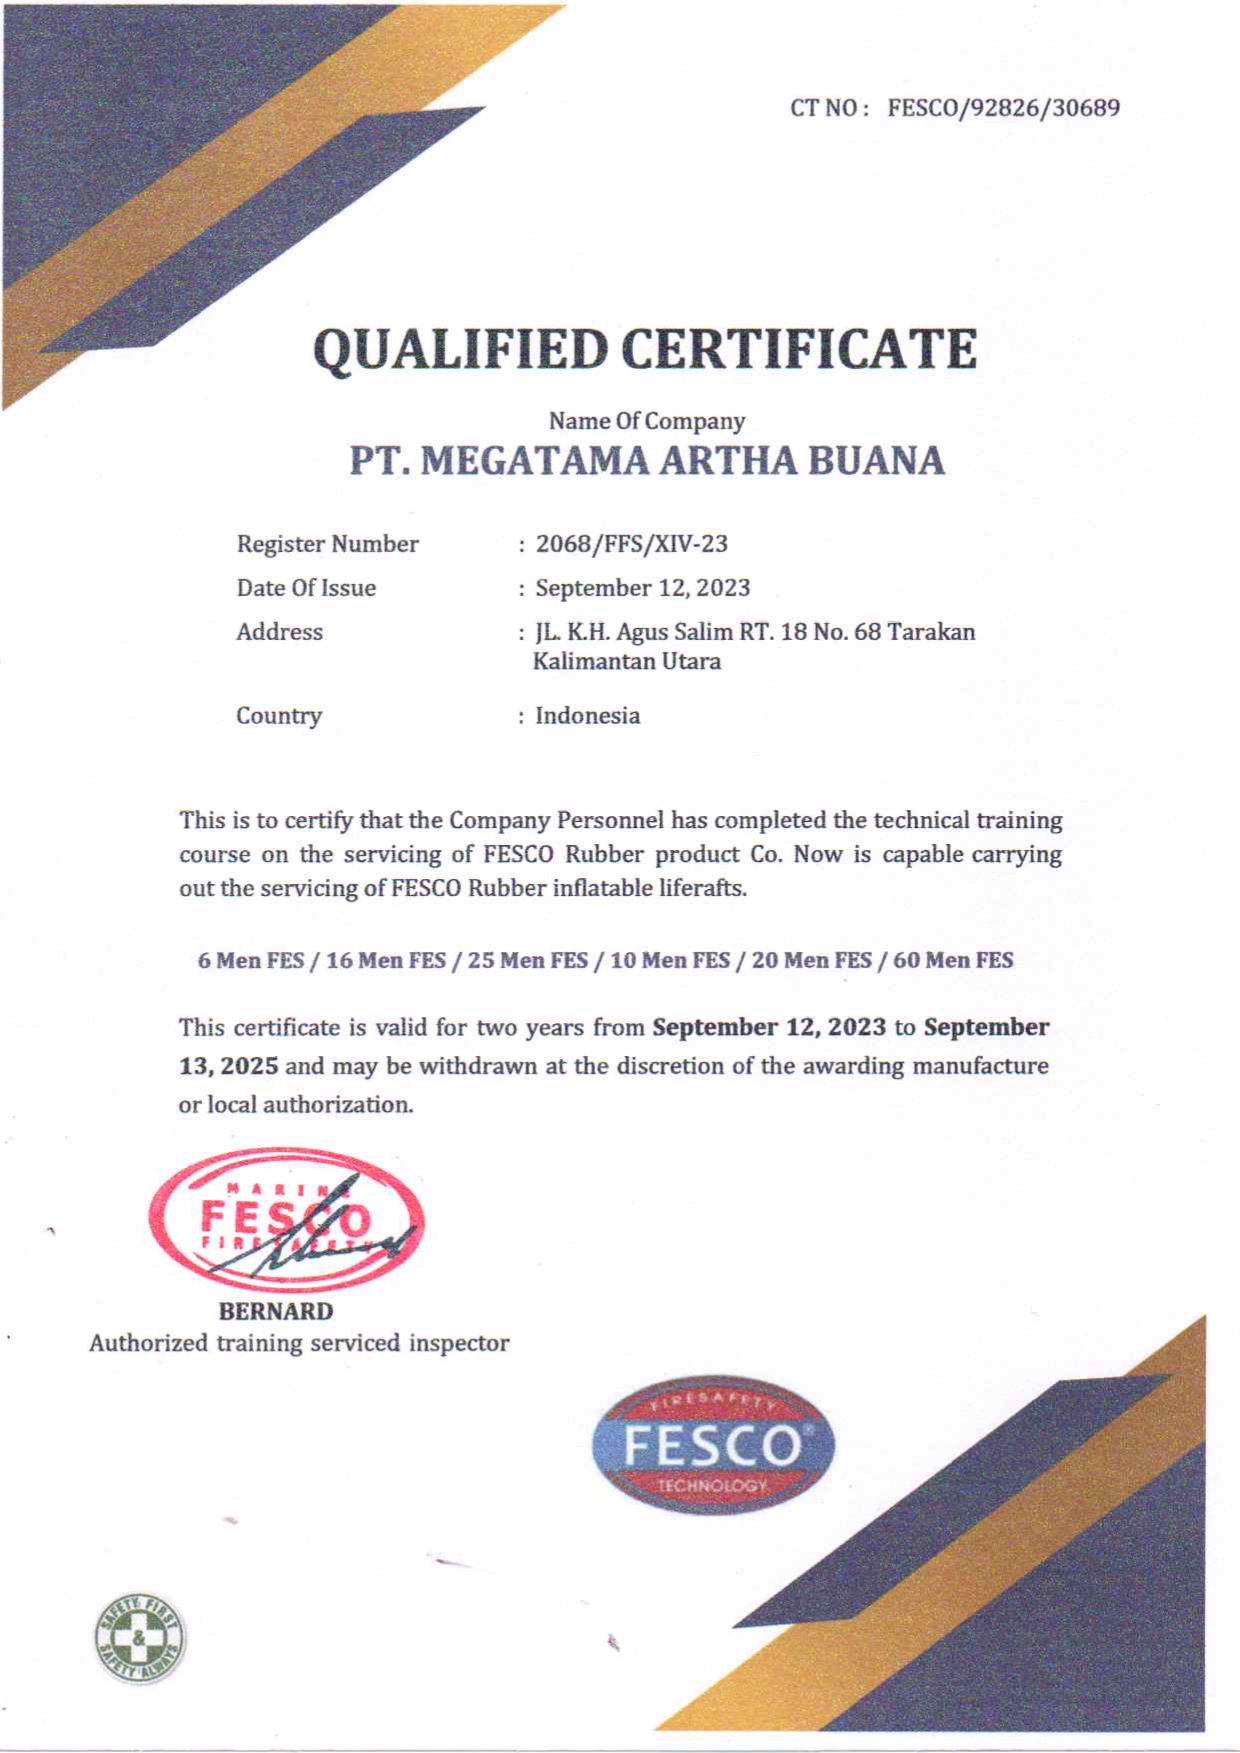 CT NO : FESCO/92826/30689
QUALIFIED CERTIFICATE
Name Of Company
PT. MEGATAMA ARTHA BUANA
Register Number : 2068/FFS/XIV-23
Date Of Issue : September 12, 2023
Address : JL. K.H. Agus Salim RT. 18 No. 68 Tarakan
Kalimantan Utara
Country : Indonesia
This is to certify that the Company Personnel has completed the technical training
course on the servicing of FESCO Rubber product Co. Now is capable carrying
out the servicing of FESCO Rubber inflatable liferafts.
6 Men FES / 16 Men FES / 25 Men FES / 10 Men FES / 20 Men FES / 60 Men FES
This certificate is valid for two years from September 12, 2023 to September
13, 2025 and may be withdrawn at the discretion of the awarding manufacture
or local authorization.
MARINE
FESCO
FIRESAFETY
BERNARD
Authorized training serviced inspector
FIRESAFETY
FESCO®
TECHNOLOGY
SAFETY FIRST
&
SAFETY ALWAYS